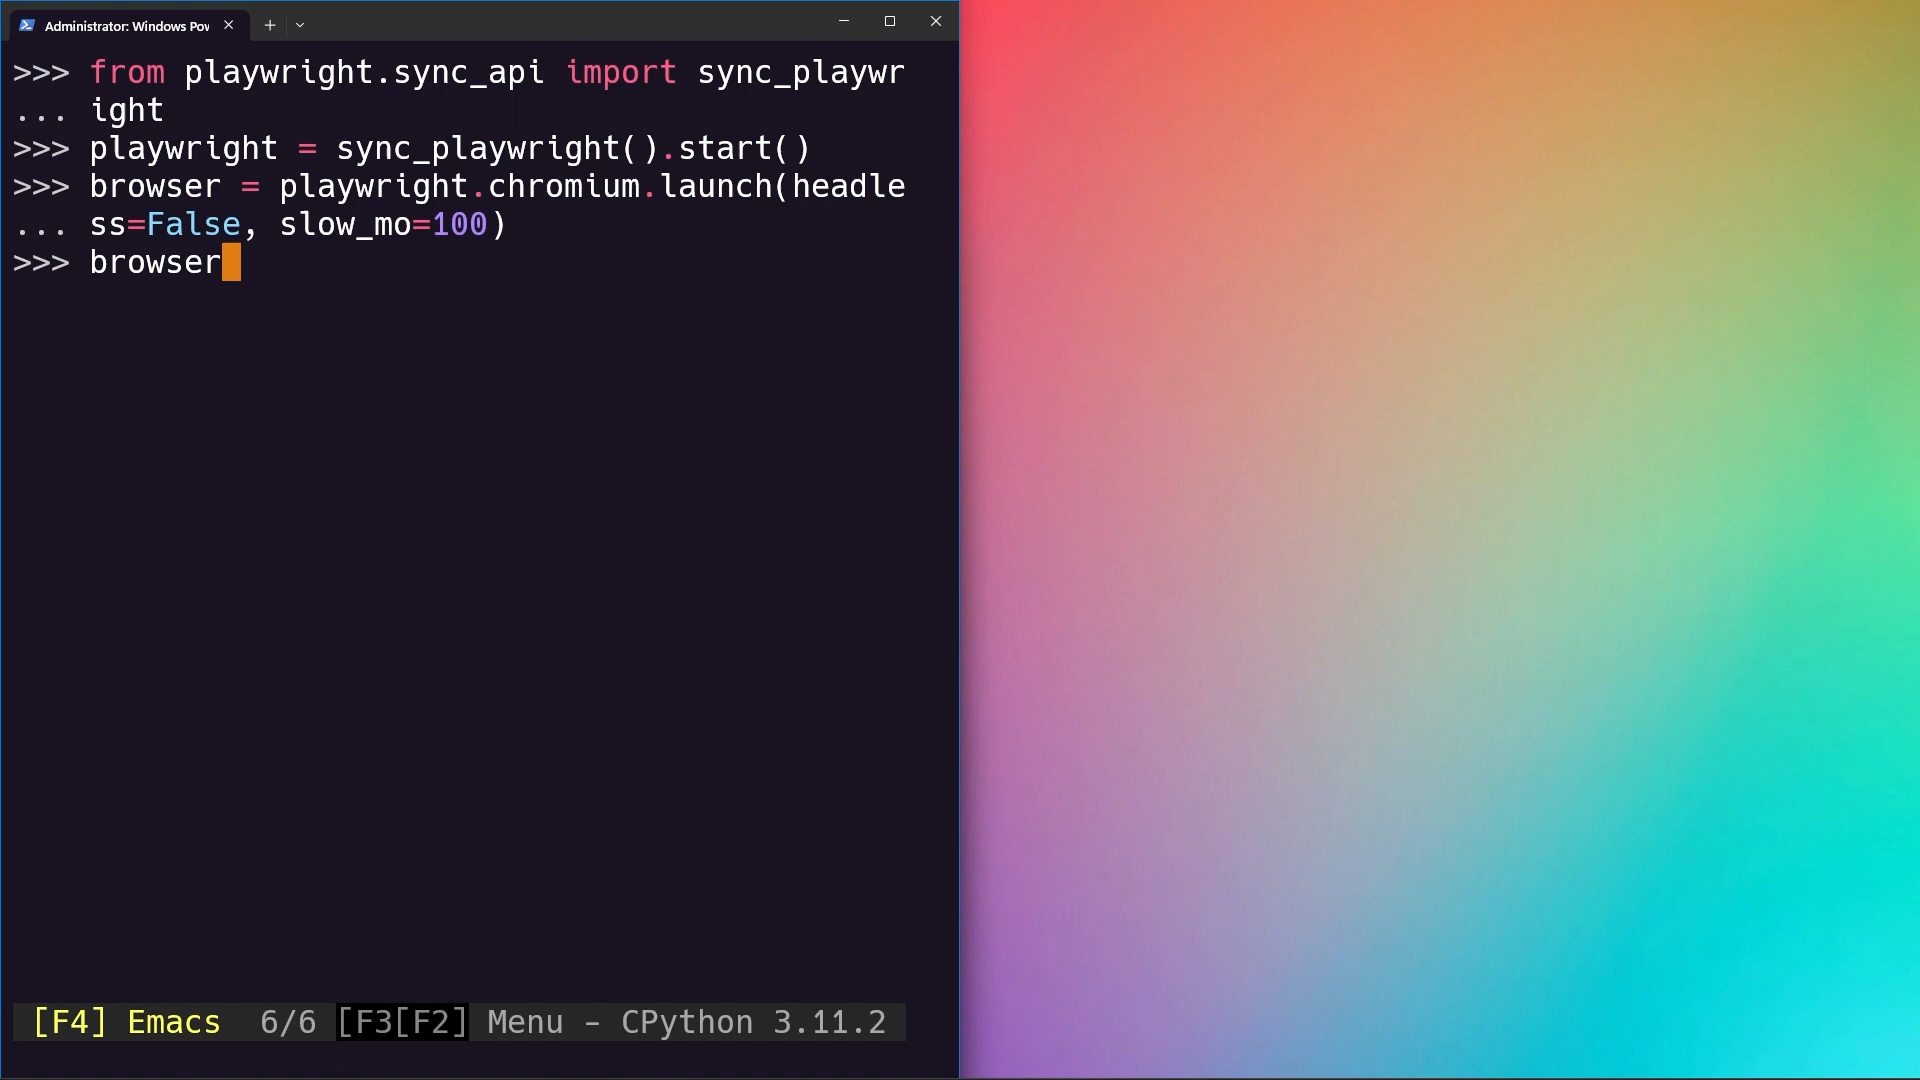 Administrator: Windows Pov
>>> from playwright.sync_api import sync_playwr
... ight
>>> playwright = sync_playwright().start()
>>> browser = playwright.chromium.launch(headle
... ss=False, slow_mo=100)
>>> browser
[F4] Emacs  6/6 [F3[F2] Menu - CPython 3.11.2